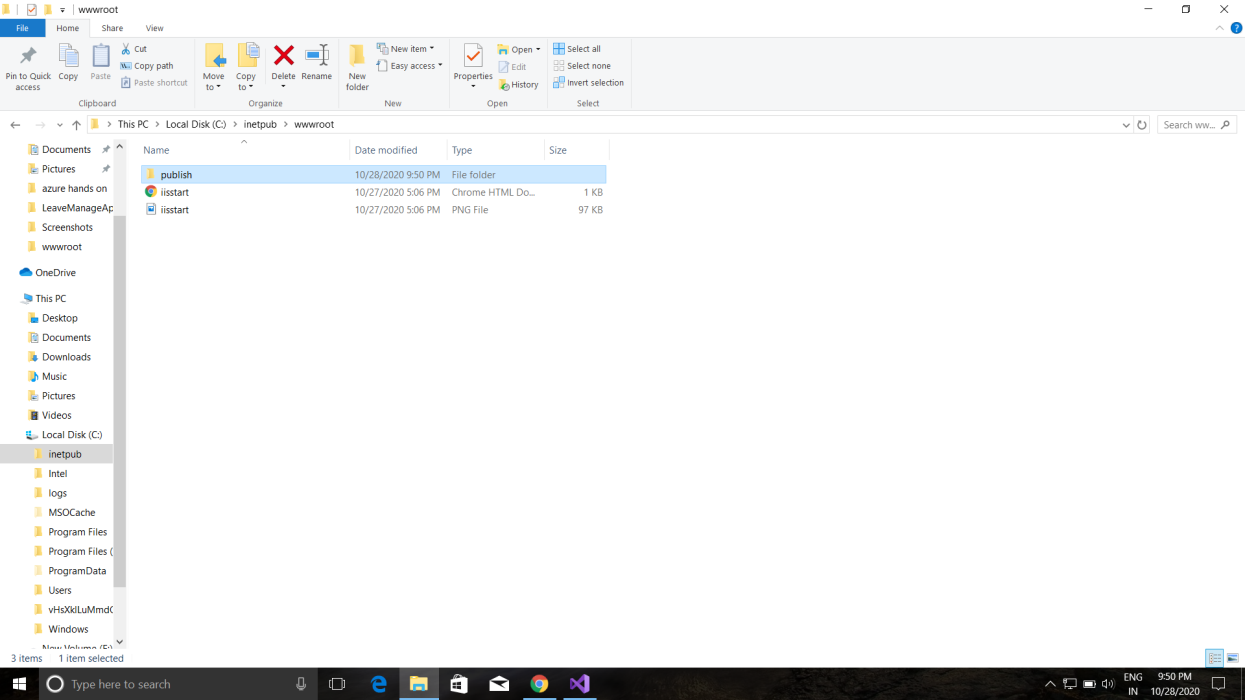 wwwroot
File Home Share View
Pin to Quick access
Copy
Paste
Cut
Copy path
Paste shortcut
Move to
Copy to
Delete
Rename
New folder
New item
Easy access
Properties
Open
Edit
History
Select all
Select none
Invert selection
Clipboard Organize New Open Select
This PC Local Disk (C:) inetpub wwwroot
Search ww...
Name Date modified Type Size
publish 10/28/2020 9:50 PM File folder
iisstart 10/27/2020 5:06 PM Chrome HTML Do... 1 KB
iisstart 10/27/2020 5:06 PM PNG File 97 KB
Documents
Pictures
azure hands on
LeaveManageAp
Screenshots
wwwroot
OneDrive
This PC
Desktop
Documents
Downloads
Music
Pictures
Videos
Local Disk (C:)
inetpub
Intel
logs
MSOCache
Program Files
Program Files (
ProgramData
Users
Windows
New Volume (E:)
3 items 1 item selected
Type here to search
ENG
IN
9:50 PM
10/28/2020